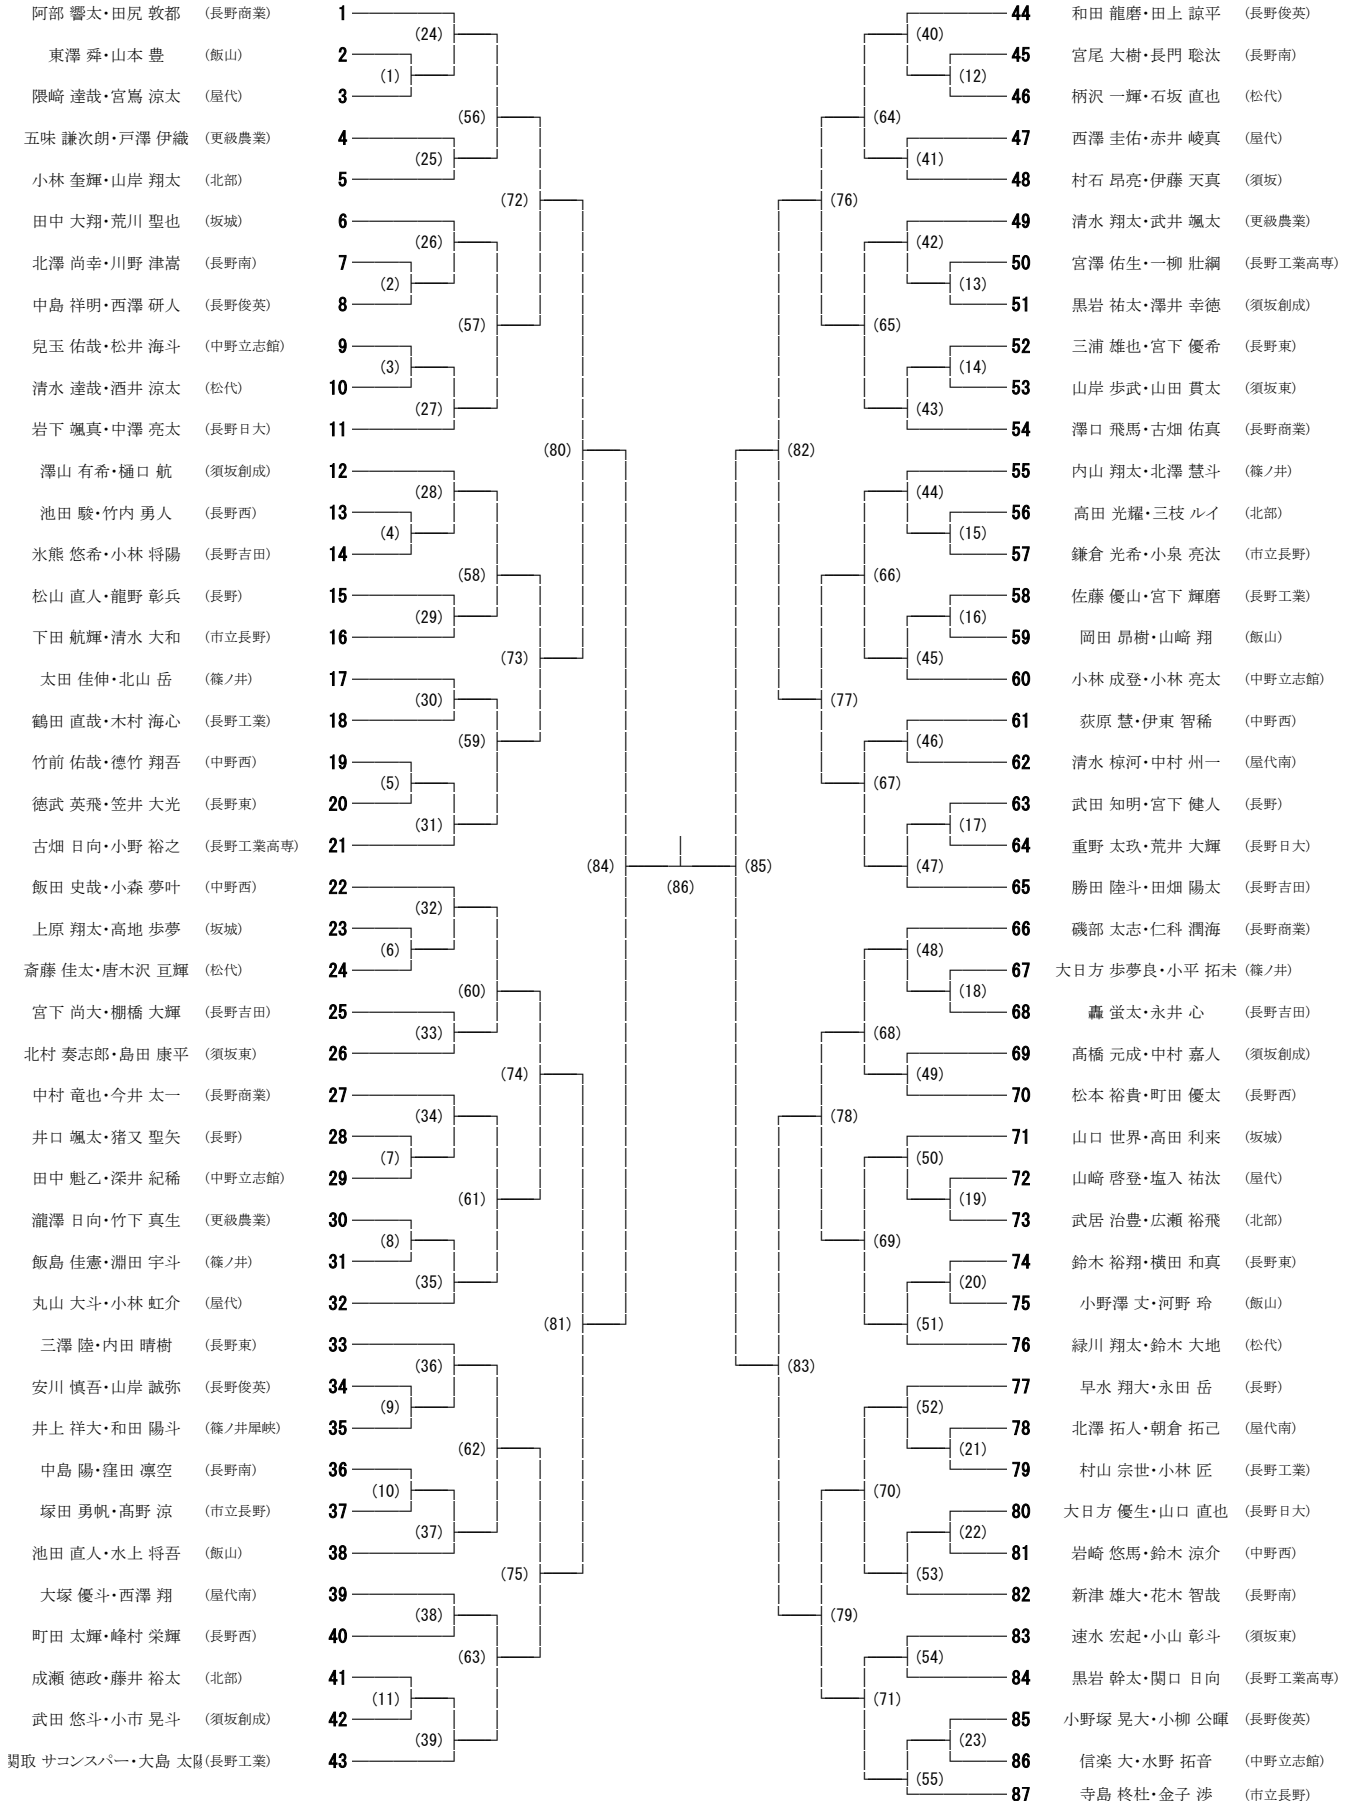 阿部 響太・田尻 敦都 (長野商業) 1
東澤 舜・山本 豊 (飯山) 2
隈﨑 達哉・宮嶌 涼太 (屋代) 3
五味 謙次朗・戸澤 伊織 (更級農業) 4
小林 奎輝・山岸 翔太 (北部) 5
田中 大翔・荒川 聖也 (坂城) 6
北澤 尚幸・川野 津嵩 (長野南) 7
中島 祥明・西澤 研人 (長野俊英) 8
兒玉 佑哉・松井 海斗 (中野立志館) 9
清水 達哉・酒井 涼太 (松代) 10
岩下 颯真・中澤 亮太 (長野日大) 11
澤山 有希・樋口 航 (須坂創成) 12
池田 駿・竹内 勇人 (長野西) 13
氷熊 悠希・小林 将陽 (長野吉田) 14
松山 直人・龍野 彰兵 (長野) 15
下田 航輝・清水 大和 (市立長野) 16
太田 佳伸・北山 岳 (篠ノ井) 17
鶴田 直哉・木村 海心 (長野工業) 18
竹前 佑哉・德竹 翔吾 (中野西) 19
徳武 英飛・笠井 大光 (長野東) 20
古畑 日向・小野 裕之 (長野工業高専) 21
飯田 史哉・小森 夢叶 (中野西) 22
上原 翔太・高地 歩夢 (坂城) 23
斎藤 佳太・唐木沢 亘輝 (松代) 24
宮下 尚大・棚橋 大輝 (長野吉田) 25
北村 奏志郎・島田 康平 (須坂東) 26
中村 竜也・今井 太一 (長野商業) 27
井口 颯太・猪又 聖矢 (長野) 28
田中 魁乙・深井 紀稀 (中野立志館) 29
瀧澤 日向・竹下 真生 (更級農業) 30
飯島 佳憲・淵田 宇斗 (篠ノ井) 31
丸山 大斗・小林 虹介 (屋代) 32
三澤 陸・内田 晴樹 (長野東) 33
安川 慎吾・山岸 誠弥 (長野俊英) 34
井上 祥大・和田 陽斗 (篠ノ井犀峡) 35
中島 陽・窪田 凛空 (長野南) 36
塚田 勇帆・髙野 涼 (市立長野) 37
池田 直人・水上 将吾 (飯山) 38
大塚 優斗・西澤 翔 (屋代南) 39
町田 太輝・峰村 栄輝 (長野西) 40
成瀬 徳政・藤井 裕太 (北部) 41
武田 悠斗・小市 晃斗 (須坂創成) 42
関取 サコンスパー・大島 太陽 (長野工業) 43
(1)
(2)
(3)
(4)
(5)
(6)
(7)
(8)
(9)
(10)
(11)
(24)
(25)
(26)
(27)
(28)
(29)
(30)
(31)
(32)
(33)
(34)
(35)
(36)
(37)
(38)
(39)
(56)
(57)
(58)
(59)
(60)
(61)
(62)
(63)
(72)
(73)
(74)
(75)
(80)
(81)
(84)
(86)
(85)
(82)
(83)
(76)
(77)
(78)
(79)
(64)
(65)
(66)
(67)
(68)
(69)
(70)
(71)
(40)
(41)
(42)
(43)
(44)
(45)
(46)
(47)
(48)
(49)
(50)
(51)
(52)
(53)
(54)
(55)
(12)
(13)
(14)
(15)
(16)
(17)
(18)
(19)
(20)
(21)
(22)
(23)
44 和田 龍磨・田上 諒平 (長野俊英)
45 宮尾 大樹・長門 聡汰 (長野南)
46 柄沢 一輝・石坂 直也 (松代)
47 西澤 圭佑・赤井 崚真 (屋代)
48 村石 昂亮・伊藤 天真 (須坂)
49 清水 翔太・武井 颯太 (更級農業)
50 宮澤 佑生・一柳 壮綱 (長野工業高専)
51 黒岩 祐太・澤井 幸徳 (須坂創成)
52 三浦 雄也・宮下 優希 (長野東)
53 山岸 歩武・山田 貫太 (須坂東)
54 澤口 飛馬・古畑 佑真 (長野商業)
55 内山 翔太・北澤 慧斗 (篠ノ井)
56 高田 光耀・三枝 ルイ (北部)
57 鎌倉 光希・小泉 亮汰 (市立長野)
58 佐藤 優山・宮下 輝磨 (長野工業)
59 岡田 昴樹・山﨑 翔 (飯山)
60 小林 成登・小林 亮太 (中野立志館)
61 荻原 慧・伊東 智稀 (中野西)
62 清水 椋河・中村 州一 (屋代南)
63 武田 知明・宮下 健人 (長野)
64 重野 太玖・荒井 大輝 (長野日大)
65 勝田 陸斗・田畑 陽太 (長野吉田)
66 磯部 太志・仁科 潤海 (長野商業)
67 大日方 歩夢良・小平 拓未 (篠ノ井)
68 轟 蛍太・永井 心 (長野吉田)
69 髙橋 元成・中村 嘉人 (須坂創成)
70 松本 裕貴・町田 優太 (長野西)
71 山口 世界・高田 利来 (坂城)
72 山﨑 啓登・塩入 祐汰 (屋代)
73 武居 治豊・広瀬 裕飛 (北部)
74 鈴木 裕翔・横田 和真 (長野東)
75 小野澤 丈・河野 玲 (飯山)
76 緑川 翔太・鈴木 大地 (松代)
77 早水 翔大・永田 岳 (長野)
78 北澤 拓人・朝倉 拓己 (屋代南)
79 村山 宗世・小林 匠 (長野工業)
80 大日方 優生・山口 直也 (長野日大)
81 岩崎 悠馬・鈴木 涼介 (中野西)
82 新津 雄大・花木 智哉 (長野南)
83 速水 宏起・小山 彰斗 (須坂東)
84 黒岩 幹太・関口 日向 (長野工業高専)
85 小野塚 晃大・小柳 公暉 (長野俊英)
86 信楽 大・水野 拓音 (中野立志館)
87 寺島 柊杜・金子 渉 (市立長野)